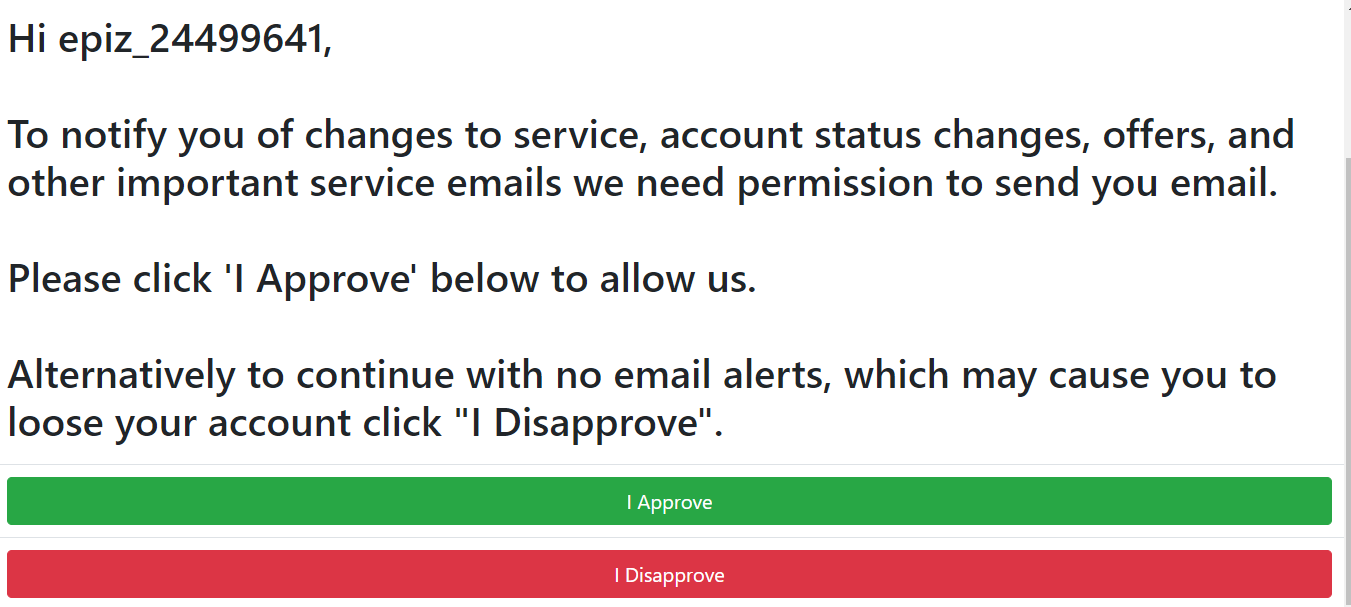 Hi epiz_24499641,
To notify you of changes to service, account status changes, offers, and
other important service emails we need permission to send you email.
Please click 'I Approve' below to allow us.
Alternatively to continue with no email alerts, which may cause you to
loose your account click "I Disapprove".
I Approve
I Disapprove